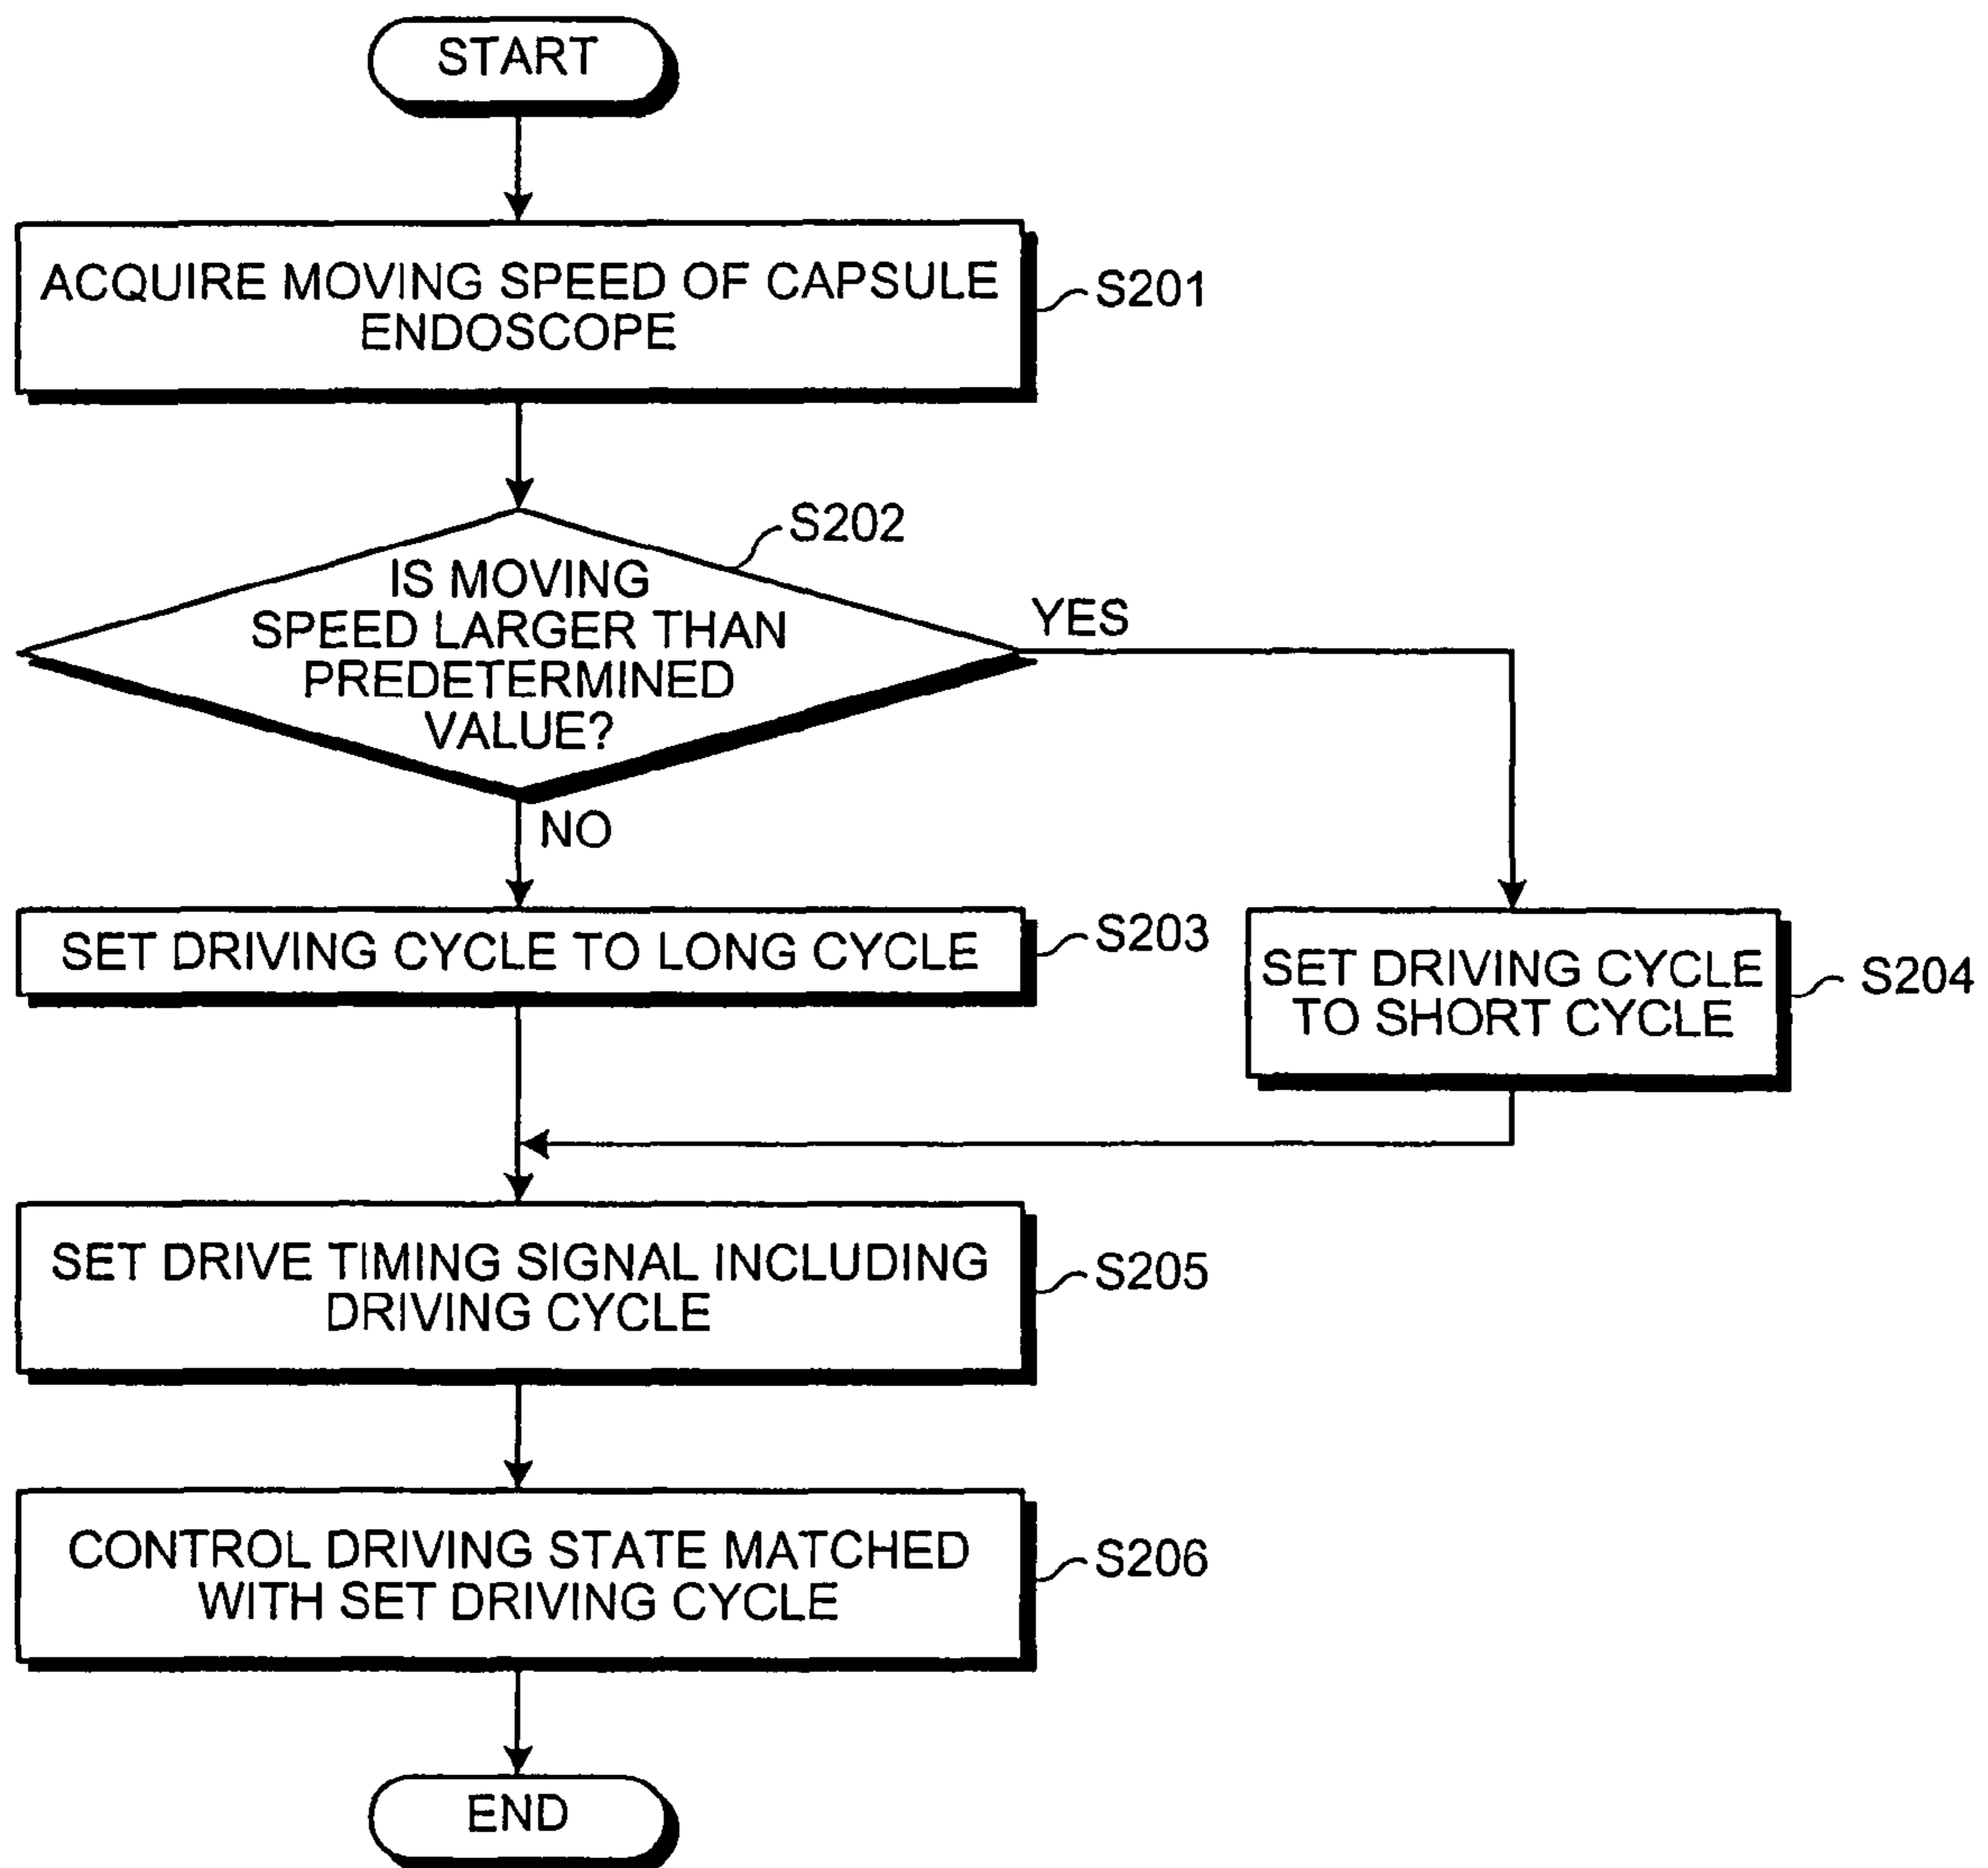 START
ACQUIRE MOVING SPEED OF CAPSULE
ENDOSCOPE
S201
S202
IS MOVING
SPEED LARGER THAN
PREDETERMINED
VALUE?
YES
NO
SET DRIVING CYCLE TO LONG CYCLE
S203
SET DRIVING CYCLE
TO SHORT CYCLE
S204
SET DRIVE TIMING SIGNAL INCLUDING
DRIVING CYCLE
S205
CONTROL DRIVING STATE MATCHED
WITH SET DRIVING CYCLE
S206
END